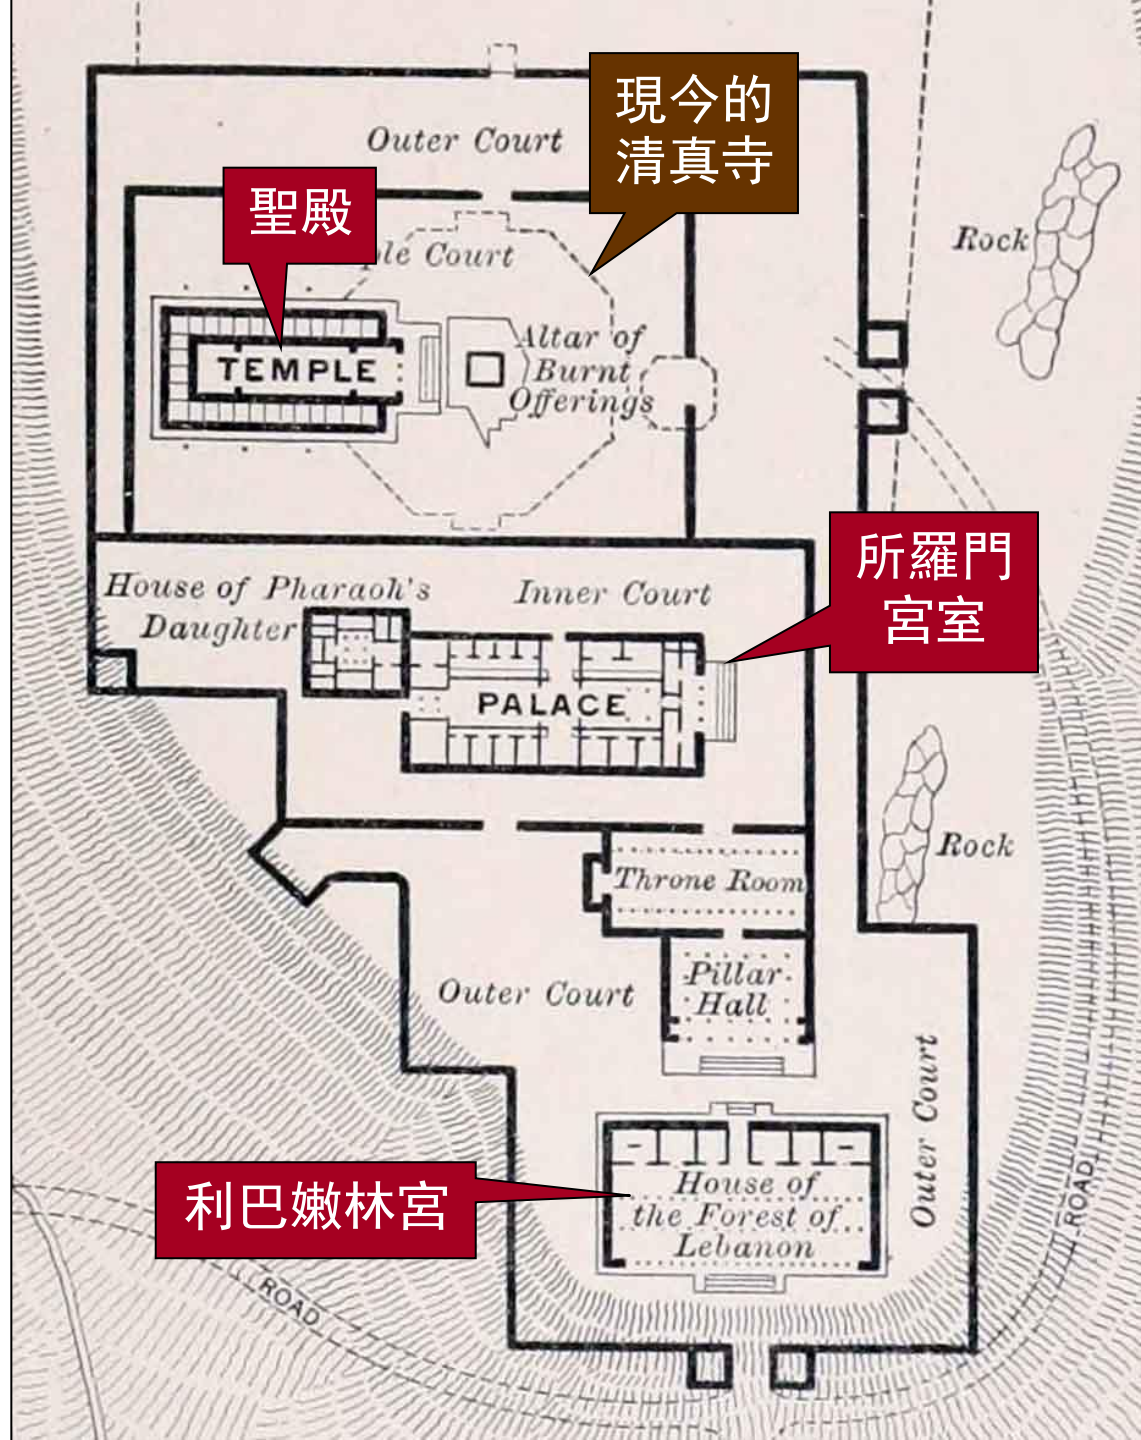 現今的
清真寺
Outer Court
聖殿
ple Court
Rock
Altar of
Burnt
Offerings
TEMPLE
所羅門
宮室
House of Pharaoh's
Daughter
Inner Court
PALACE
Rock
Throne Room
Pillar
Hall
Outer Court
Outer Court
利巴嫩林宮
House of
the Forest of
Lebanon
ROAD
ROAD